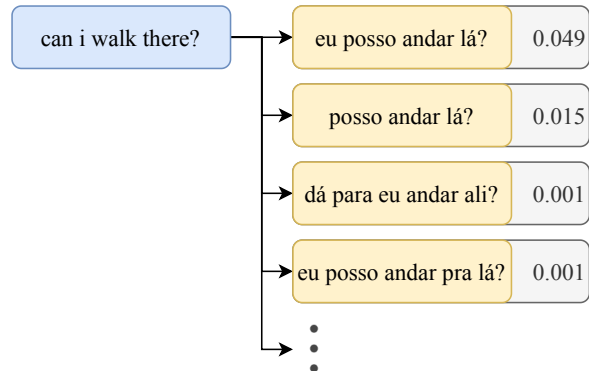 can i walk there?
eu posso andar lá? 0.049
posso andar lá? 0.015
dá para eu andar ali? 0.001
eu posso andar pra lá? 0.001